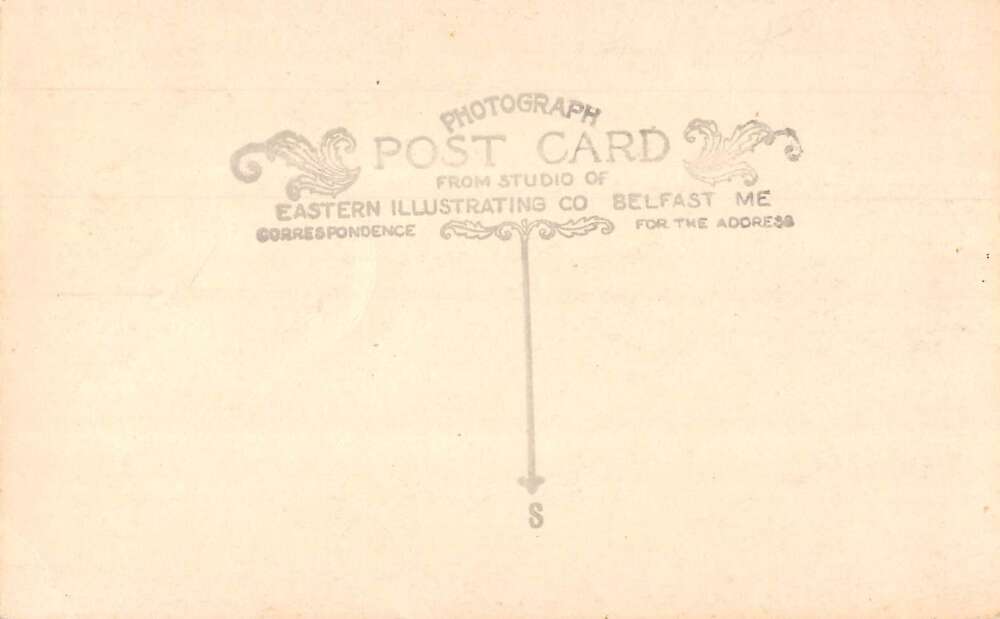 PHOTOGRAPH
POST CARD
FROM STUDIO OF
EASTERN ILLUSTRATING CO BELFAST ME
CORRESPONDENCE FOR THE ADDRESS
S